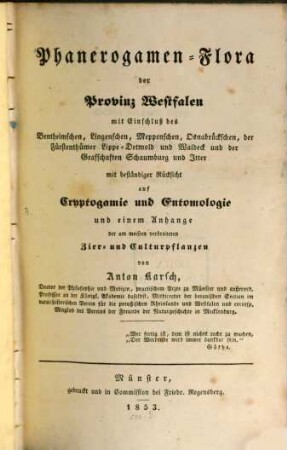 Phanerogamen-Flora
der
Provinz Westfalen
mit Einschluß des
Bentheimschen, Lingenschen, Meppenschen, Osnabrückschen, der
Fürstenthümer Lippe-Detmold und Waldeck und der
Grafschaften Schaumburg und Itter
mit beständiger Rücksicht
auf
Cryptogamie und Entomologie
und einem Anhange
der am meisten verbreiteten
Zier- und Culturpflanzen
von
Anton Karsch,
Doctor der Philosophie und Medizin, practischem Arzte zu Münster und außerord.
Professor an der Königl. Akademie daselbst, Mitdirector der botanischen Section im
naturhistorischen Verein für die preußischen Rheinlande und Westfalen und corresp.
Mitglied des Vereins der Freunde der Naturgeschichte in Mecklenburg.
„Wer fertig ist, dem ist nichts recht zu machen,
„Der Werdende wird immer dankbar sein.“
Göthe.
Münster,
gedruckt und in Commission bei Friedr. Regensberg.
1853.